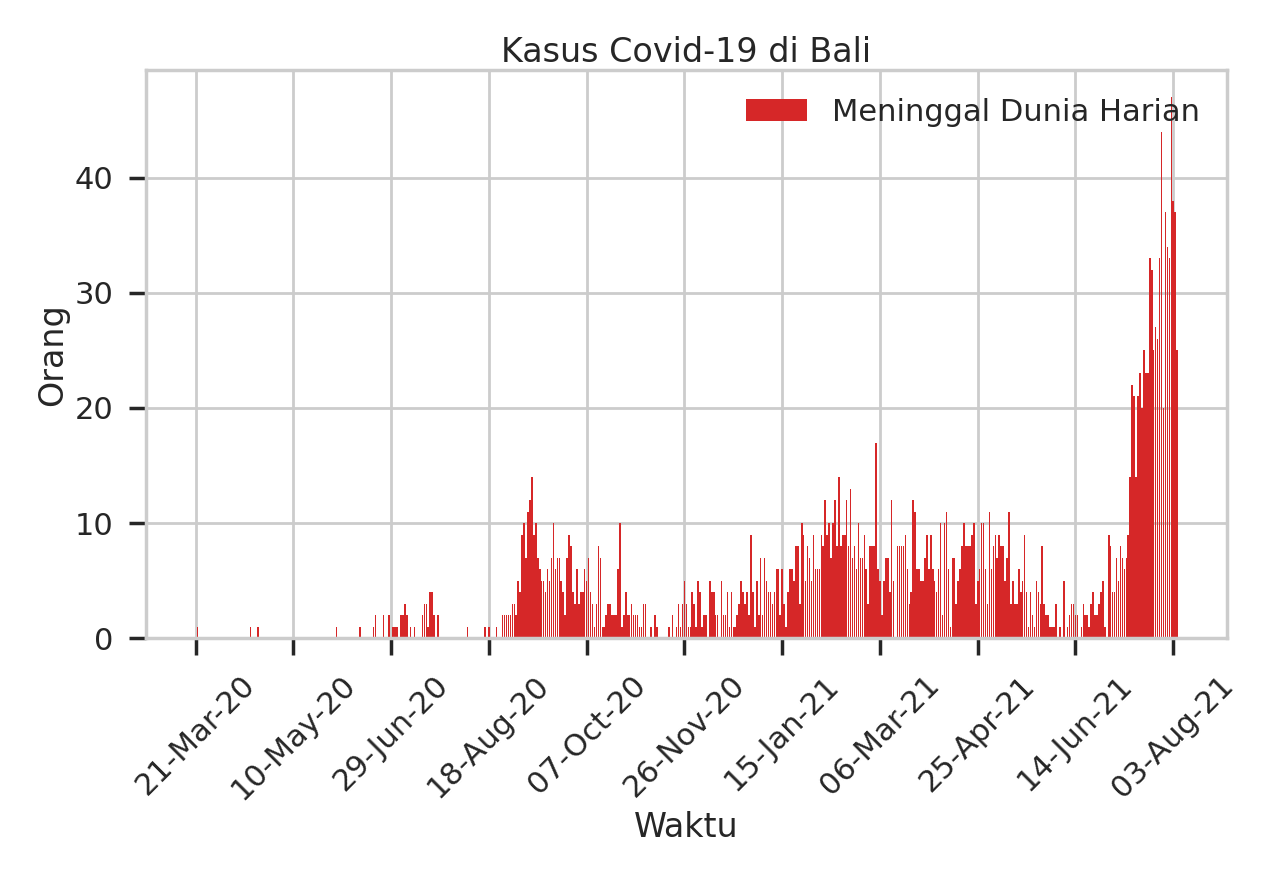 Kasus Covid-19 di Bali
Meninggal Dunia Harian
Orang
40
30
20
10
0
21-Mar-20
10-May-20
29-Jun-20
18-Aug-20
07-Oct-20
26-Nov-20
15-Jan-21
06-Mar-21
25-Apr-21
14-Jun-21
03-Aug-21
Waktu